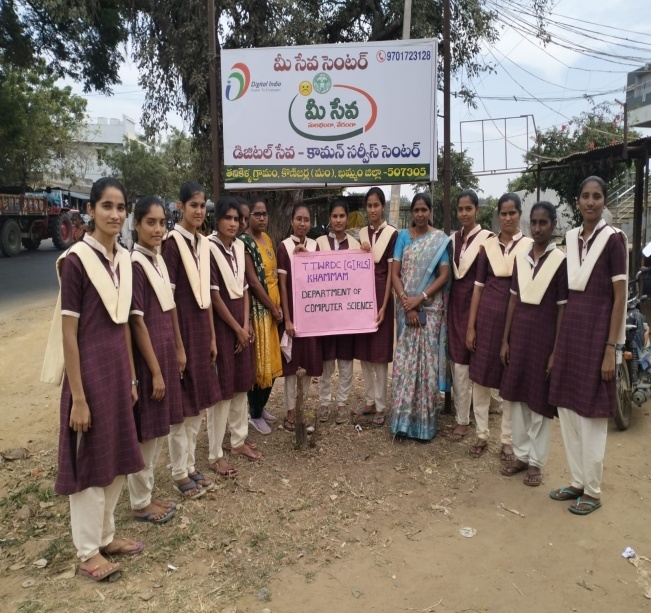 మీ సేవ సెంటర్
9701723128
Digital India
మీ సేవ
డిజిటల్ సేవ - కామన్ సర్వీస్ సెంటర్
తనికెళ్ళ గ్రామం, కొణిజర్ల (మం), ఖమ్మం జిల్లా -507305
TTWRDC (GIRLS)
KHAMMAM
DEPARTMENT OF
COMPUTER SCIENCE